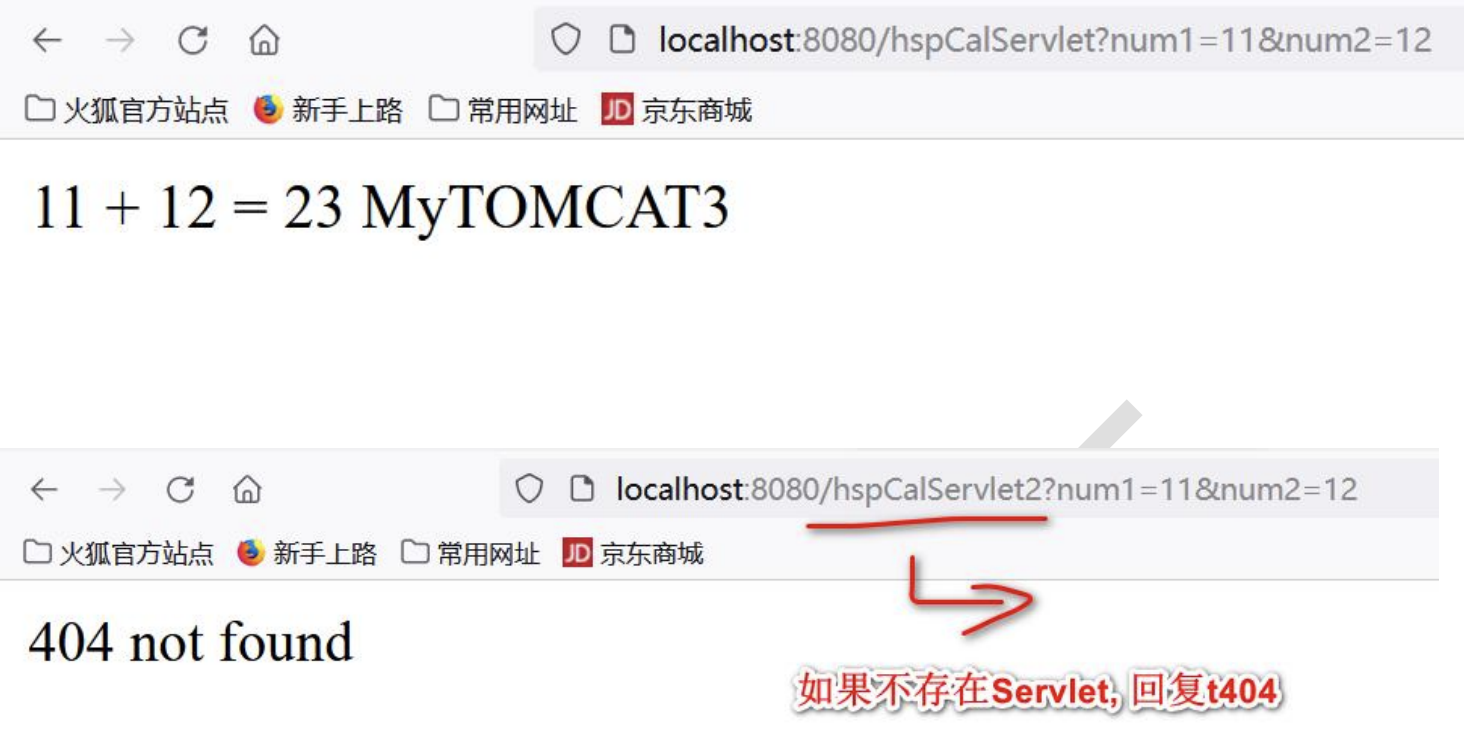 localhost:8080/hspCalServlet?num1=11&num2=12
火狐官方站点 新手上路 常用网址 JD 京东商城
11 + 12 = 23 MyTOMCAT3
localhost:8080/hspCalServlet2?num1=11&num2=12
火狐官方站点 新手上路 常用网址 JD 京东商城
404 not found
如果不存在Servlet, 回复t404